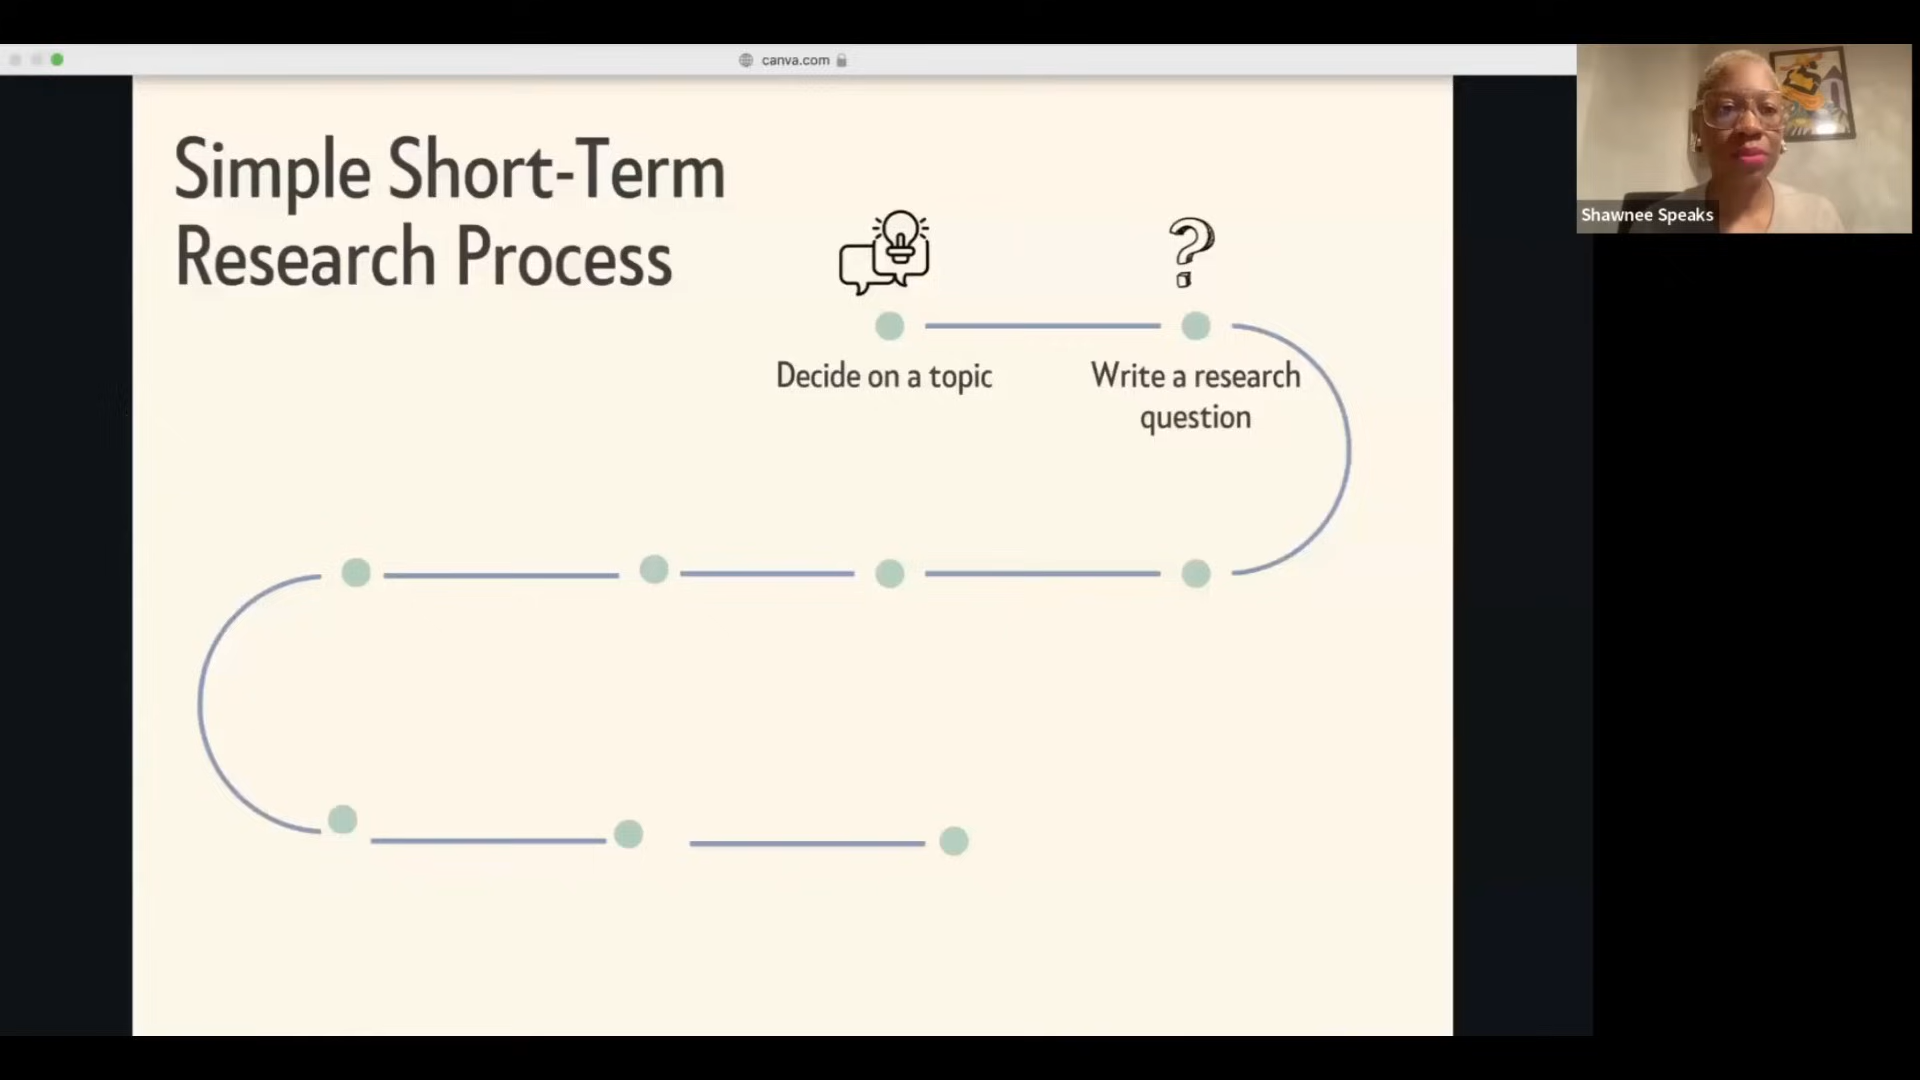 canva.com
Simple Short-Term
Research Process
?
Decide on a topic
Write a research
question
Shawnee Speaks